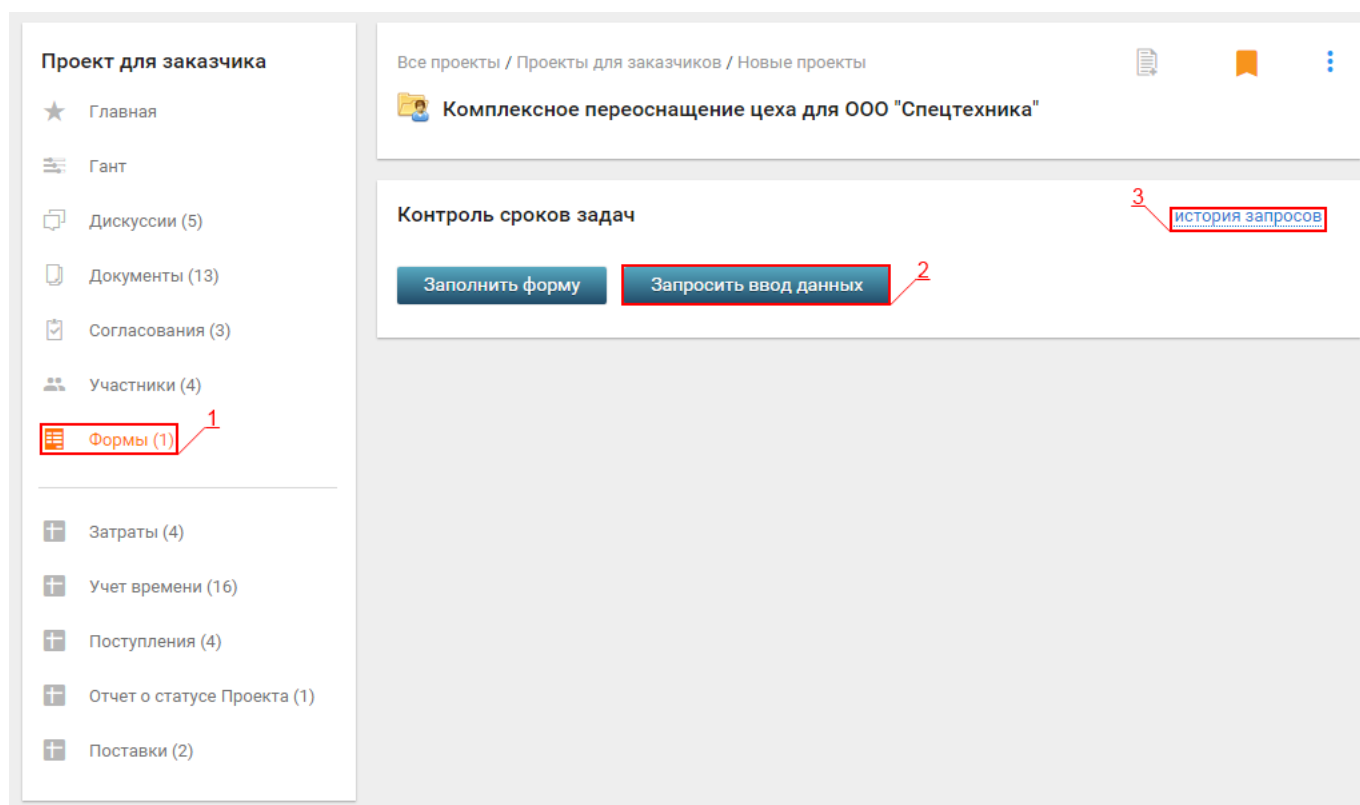 Проект для заказчика
Главная
Гант
Дискуссии (5)
Документы (13)
Согласования (3)
Участники (4)
1
Формы (1)
Затраты (4)
Учет времени (16)
Поступления (4)
Отчет о статусе Проекта (1)
Поставки (2)
Все проекты / Проекты для заказчиков / Новые проекты
Комплексное переоснащение цеха для ООО "Спецтехника"
Контроль сроков задач
3
история запросов
Заполнить форму
Запросить ввод данных
2